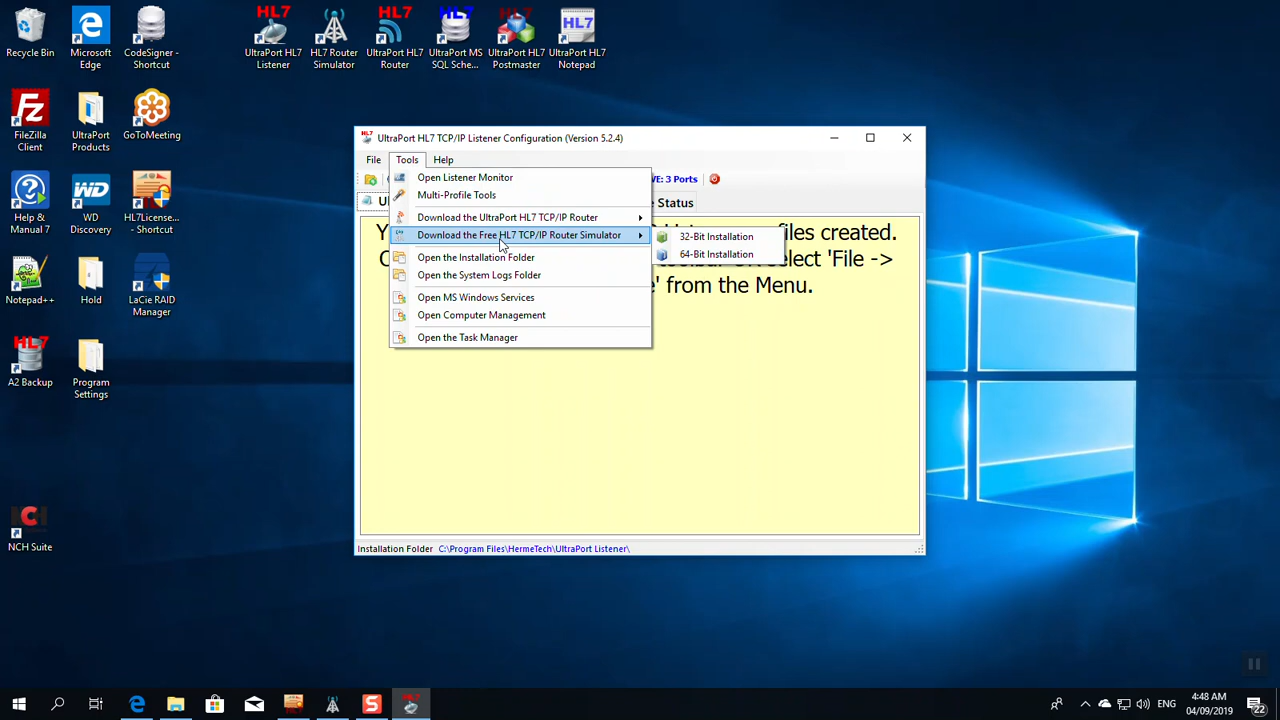 Recycle Bin
Microsoft
Edge
CodeSigner -
Shortcut
HL7
UltraPort HL7
Listener
HL7 Router
Simulator
HL7
UltraPort HL7
Router
HL7
UltraPort MS
SQL Sche...
HL7
UltraPort HL7
Postmaster
HL7
UltraPort HL7
Notepad
FileZilla
Client
UltraPort
Products
GoToMeeting
Help &
Manual 7
WD
WD
Discovery
HL7License...
- Shortcut
Notepad++
Hold
LaCie RAID
Manager
HL7
A2 Backup
Program
Settings
NCH Suite
HL7 UltraPort HL7 TCP/IP Listener Configuration (Version 5.2.4)
File Tools Help
VE: 3 Ports
e Status
Open Listener Monitor
Multi-Profile Tools
Download the UltraPort HL7 TCP/IP Router
Download the Free HL7 TCP/IP Router Simulator
Open the Installation Folder
Open the System Logs Folder
Open MS Windows Services
Open Computer Management
Open the Task Manager
32-Bit Installation
64-Bit Installation
files created.
elect 'File ->
e' from the Menu.
Installation Folder C:\Program Files\HermeTech\UltraPort Listener\
S
HL7
ENG
4:48 AM
04/09/2019
22